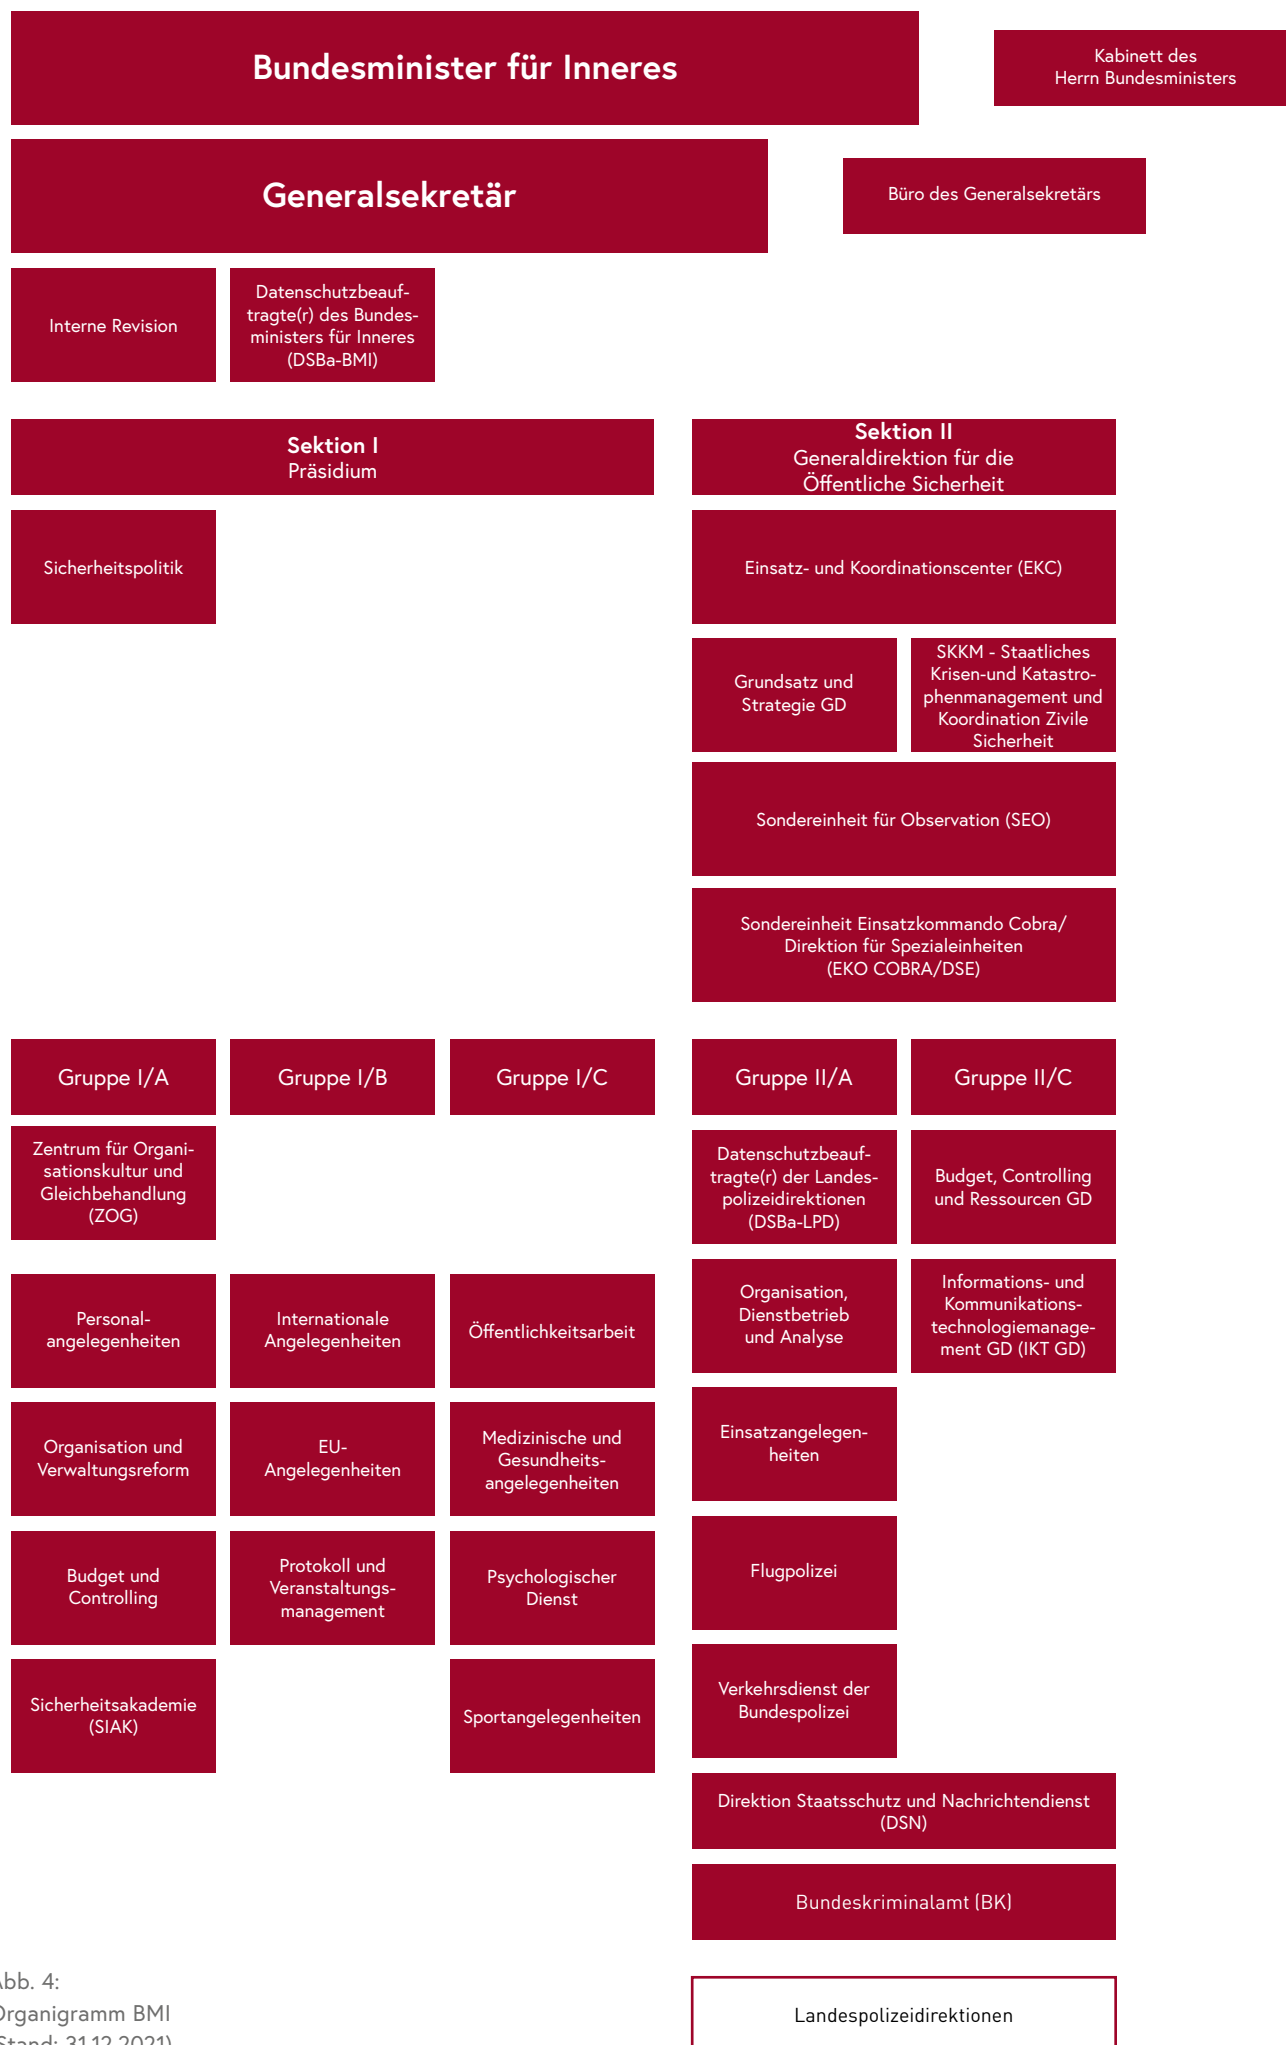 Bundesminister für Inneres
Kabinett des
Herrn Bundesministers
Generalsekretär
Büro des Generalsekretärs
Interne Revision
Datenschutzbeauf-
tragte(r) des Bundes-
ministers für Inneres
(DSBa-BMI)
Sektion I
Präsidium
Sektion II
Generaldirektion für die
Öffentliche Sicherheit
Sicherheitspolitik
Einsatz- und Koordinationscenter (EKC)
Grundsatz und
Strategie GD
SKKM - Staatliches
Krisen-und Katastro-
phenmanagement und
Koordination Zivile
Sicherheit
Sondereinheit für Observation (SEO)
Sondereinheit Einsatzkommando Cobra/
Direktion für Spezialeinheiten
(EKO COBRA/DSE)
Gruppe I/A
Gruppe I/B
Gruppe I/C
Gruppe II/A
Gruppe II/C
Zentrum für Organi-
sationskultur und
Gleichbehandlung
(ZOG)
Datenschutzbeauf-
tragte(r) der Landes-
polizeidirektionen
(DSBa-LPD)
Budget, Controlling
und Ressourcen GD
Personal-
angelegenheiten
Internationale
Angelegenheiten
Öffentlichkeitsarbeit
Organisation,
Dienstbetrieb
und Analyse
Informations- und
Kommunikations-
technologiemanage-
ment GD (IKT GD)
Organisation und
Verwaltungsreform
EU-
Angelegenheiten
Medizinische und
Gesundheits-
angelegenheiten
Einsatzangelegen-
heiten
Budget und
Controlling
Protokoll und
Veranstaltungs-
management
Psychologischer
Dienst
Flugpolizei
Sicherheitsakademie
(SIAK)
Sportangelegenheiten
Verkehrsdienst der
Bundespolizei
Direktion Staatsschutz und Nachrichtendienst
(DSN)
Bundeskriminalamt (BK)
Abb. 4:
Organigramm BMI
(Stand: 31.12.2021)
Landespolizeidirektionen